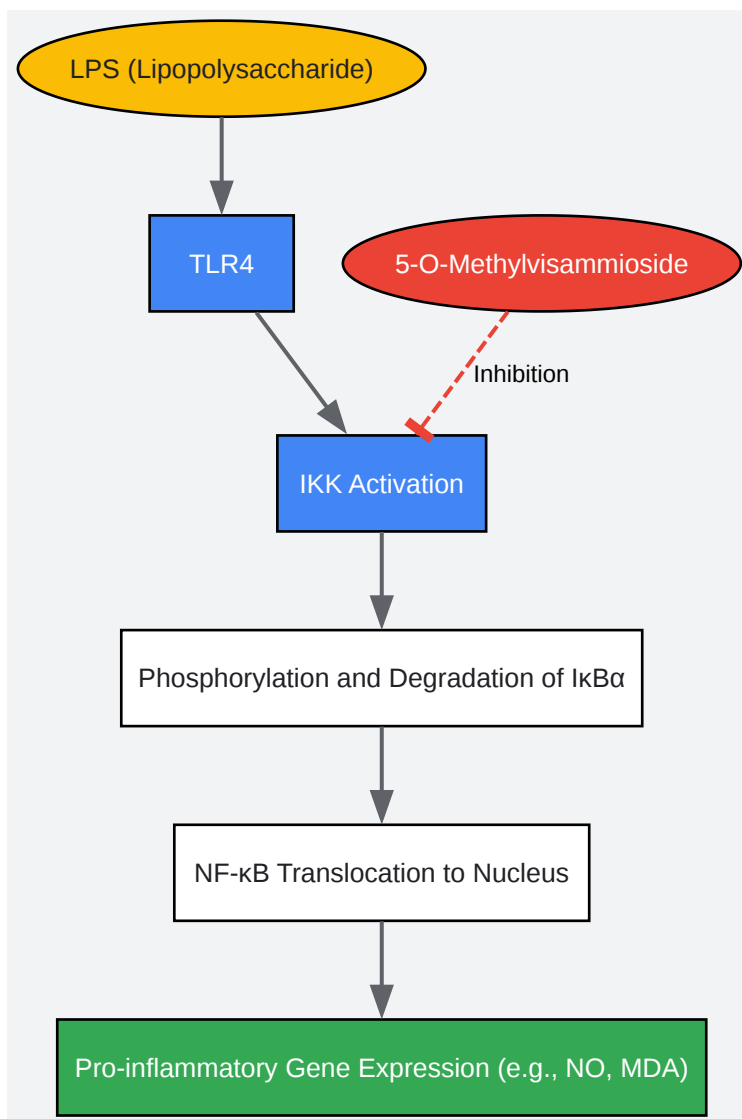 LPS (Lipopolysaccharide)
TLR4
5-O-Methylvisammioside
Inhibition
IKK Activation
Phosphorylation and Degradation of IκBα
NF-κB Translocation to Nucleus
Pro-inflammatory Gene Expression (e.g., NO, MDA)